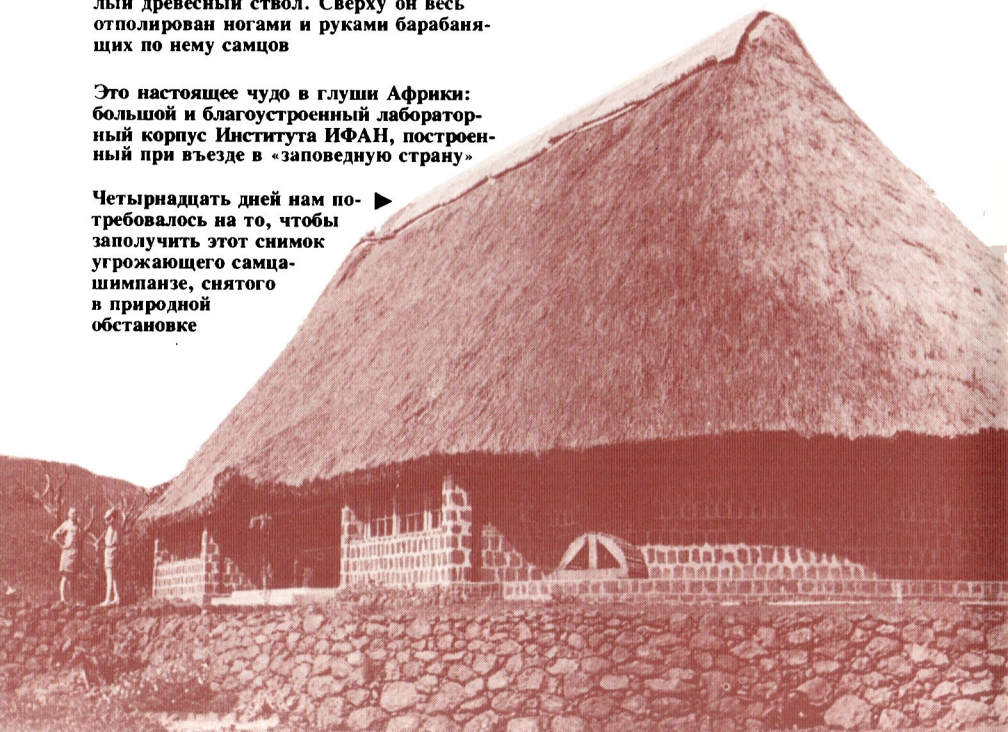 лый древесный ствол. Сверху он весь
отполирован ногами и руками барабаня-
щих по нему самцов
Это настоящее чудо в глуши Африки:
большой и благоустроенный лаборатор-
ный корпус Института ИФАН, построен-
ный при въезде в «заповедную страну»
Четырнадцать дней нам по- ▶
требовалось на то, чтобы
заполучить этот снимок
угрожающего самца-
шимпанзе, снятого
в природной
обстановке